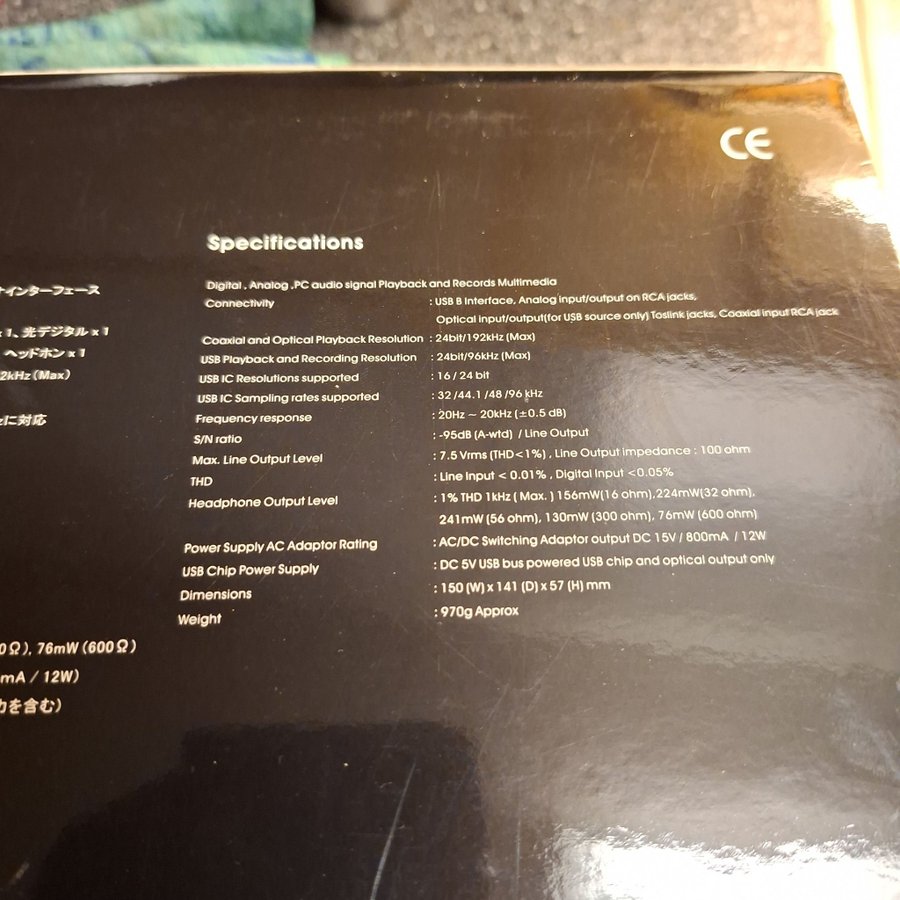 CE
Specifications
インターフェース
x 1、光デジタル x 1
ヘッドホン x 1
2kHz (Max)
に対応
0Ω), 76mW (600Ω)
mA / 12W)
力を含む)
Digital , Analog ,PC audio signal Playback and Records Multimedia
Connectivity : USB B Interface, Analog input/output on RCA jacks,
Optical input/output(for USB source only) Toslink jacks, Coaxial input RCA jack
Coaxial and Optical Playback Resolution : 24bit/192kHz (Max)
USB Playback and Recording Resolution : 24bit/96kHz (Max)
USB IC Resolutions supported : 16 / 24 bit
USB IC Sampling rates supported : 32 /44.1 /48 /96 kHz
Frequency response : 20Hz ~ 20kHz (±0.5 dB)
S/N ratio : -95dB (A-wtd) / Line Output
Max. Line Output Level : 7.5 Vrms (THD<1%) , Line Output impedance : 100 ohm
THD : Line Input < 0.01% , Digital Input <0.05%
Headphone Output Level : 1% THD 1kHz ( Max. ) 156mW(16 ohm),224mW(32 ohm),
241mW (56 ohm), 130mW (300 ohm), 76mW (600 ohm)
Power Supply AC Adaptor Rating : AC/DC Switching Adaptor output DC 15V / 800mA / 12W
USB Chip Power Supply : DC 5V USB bus powered USB chip and optical output only
Dimensions : 150 (W) x 141 (D) x 57 (H) mm
Weight : 970g Approx